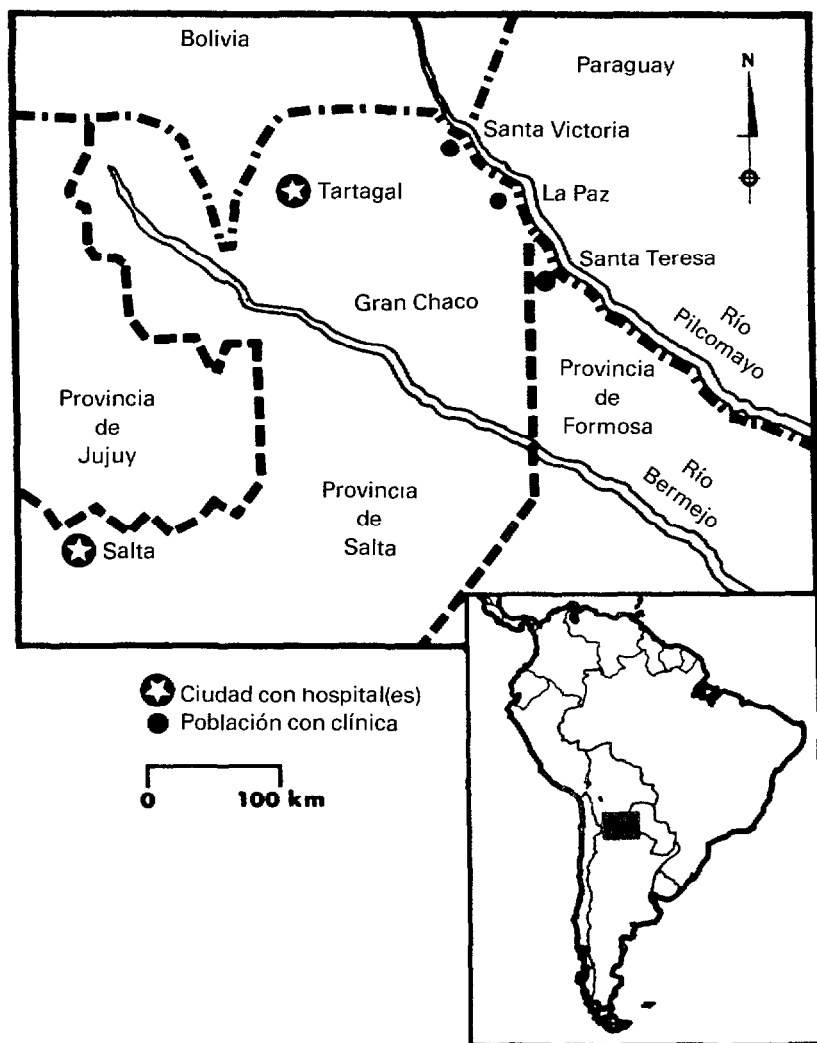 Bolivia
Paraguay
N
Santa Victoria
Tartagal
La Paz
Santa Teresa
Gran Chaco
Río
Pilcomayo
Provincia
de
Jujuy
Provincia
de
Formosa
Río
Bermejo
Provincia
de
Salta
Salta
Ciudad con hospital(es)
Población con clínica
0 100 km